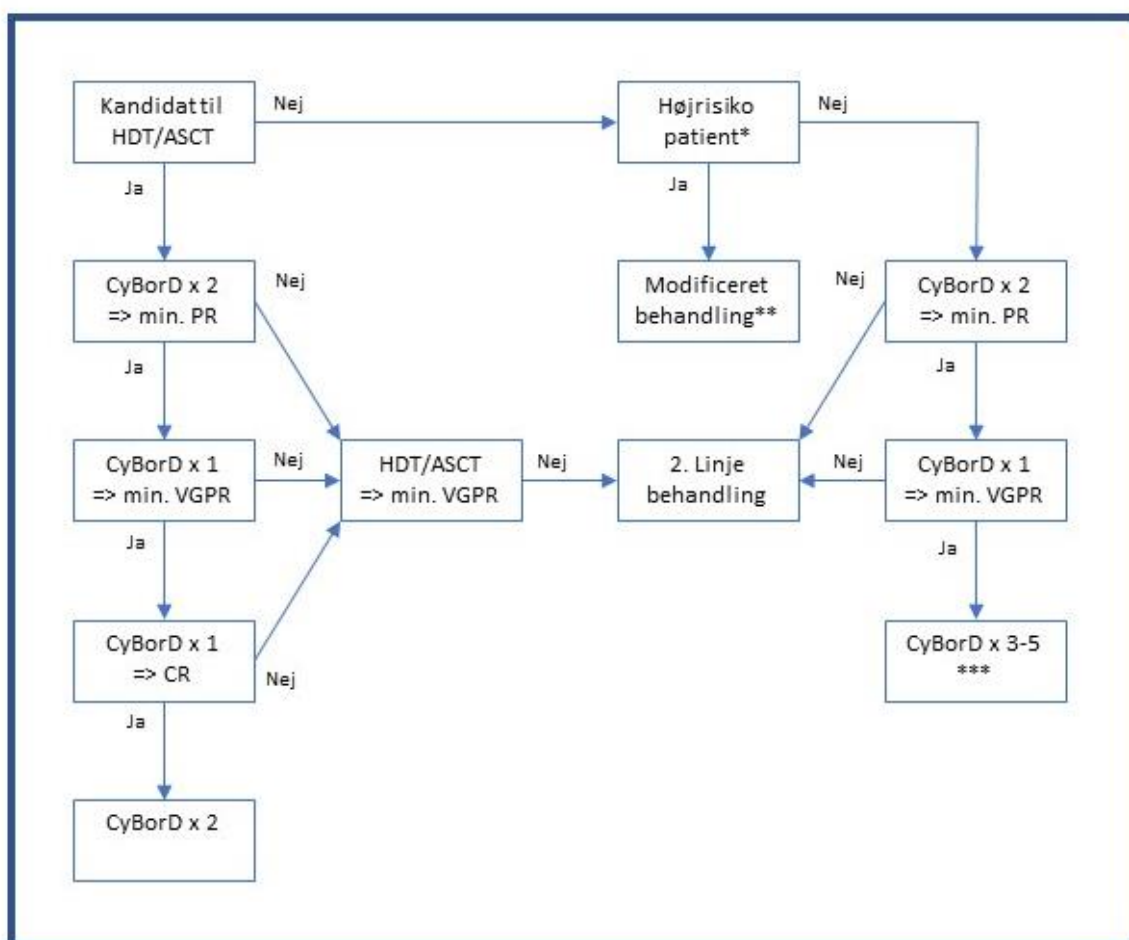 Kandidat til
HDT/ASCT
Nej
Højrisiko
patient*
Nej
Ja
Ja
CyBorD x 2
=> min. PR
Nej
Modificeret
behandling**
Nej
CyBorD x 2
=> min. PR
Ja
Ja
CyBorD x 1
=> min. VGPR
Nej
HDT/ASCT
=> min. VGPR
Nej
2. Linje
behandling
Nej
CyBorD x 1
=> min. VGPR
Ja
Ja
CyBorD x 1
=> CR
Nej
CyBorD x 3-5
***
Ja
CyBorD x 2